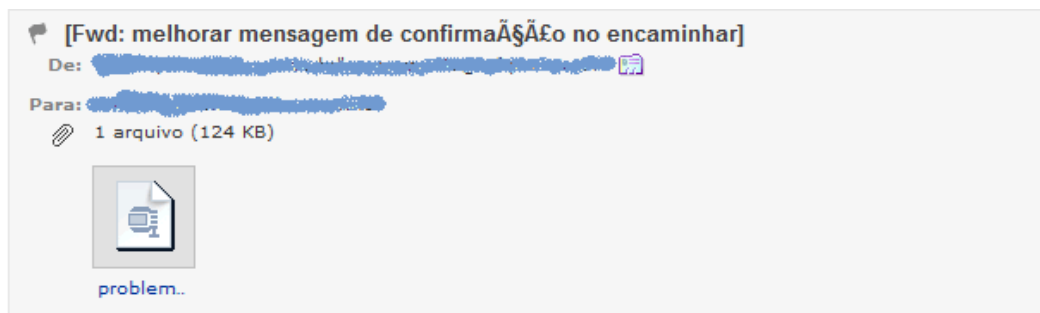 [Fwd: melhorar mensagem de confirmaÃ§Ã£o no encaminhar]
De:
Para:
1 arquivo (124 KB)
problem..